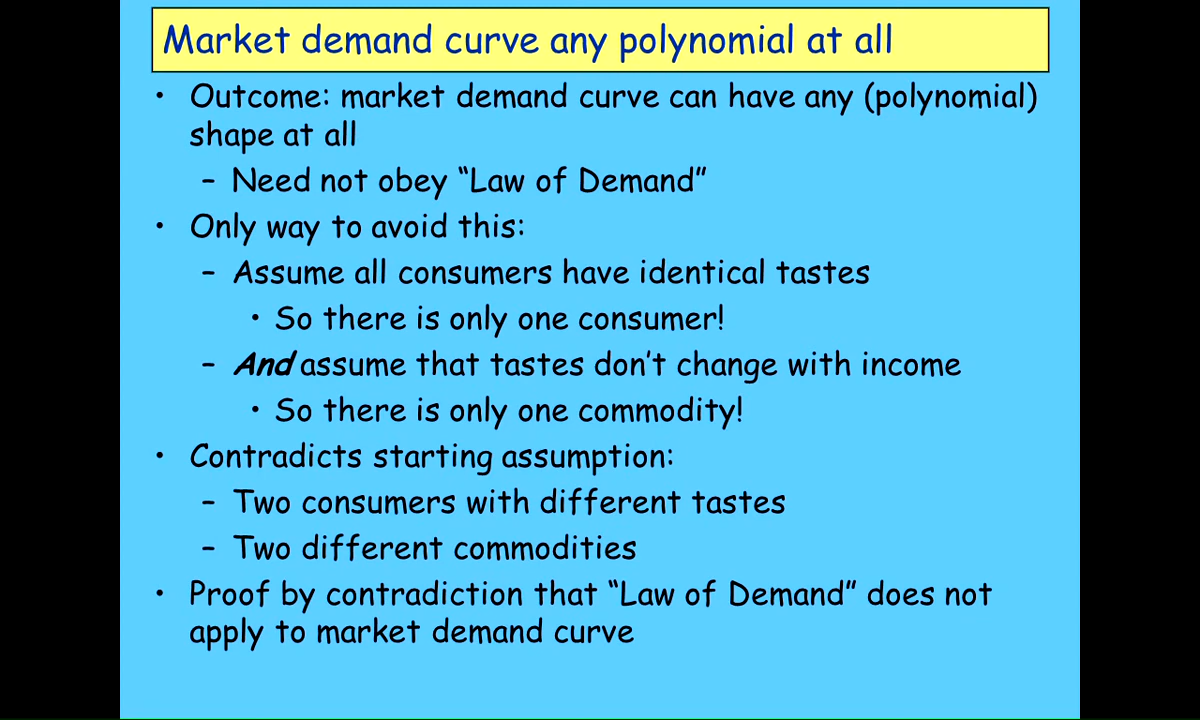 Market demand curve any polynomial at all
• Outcome: market demand curve can have any (polynomial)
shape at all
– Need not obey “Law of Demand”
• Only way to avoid this:
– Assume all consumers have identical tastes
• So there is only one consumer!
– And assume that tastes don’t change with income
• So there is only one commodity!
• Contradicts starting assumption:
– Two consumers with different tastes
– Two different commodities
• Proof by contradiction that “Law of Demand” does not
apply to market demand curve